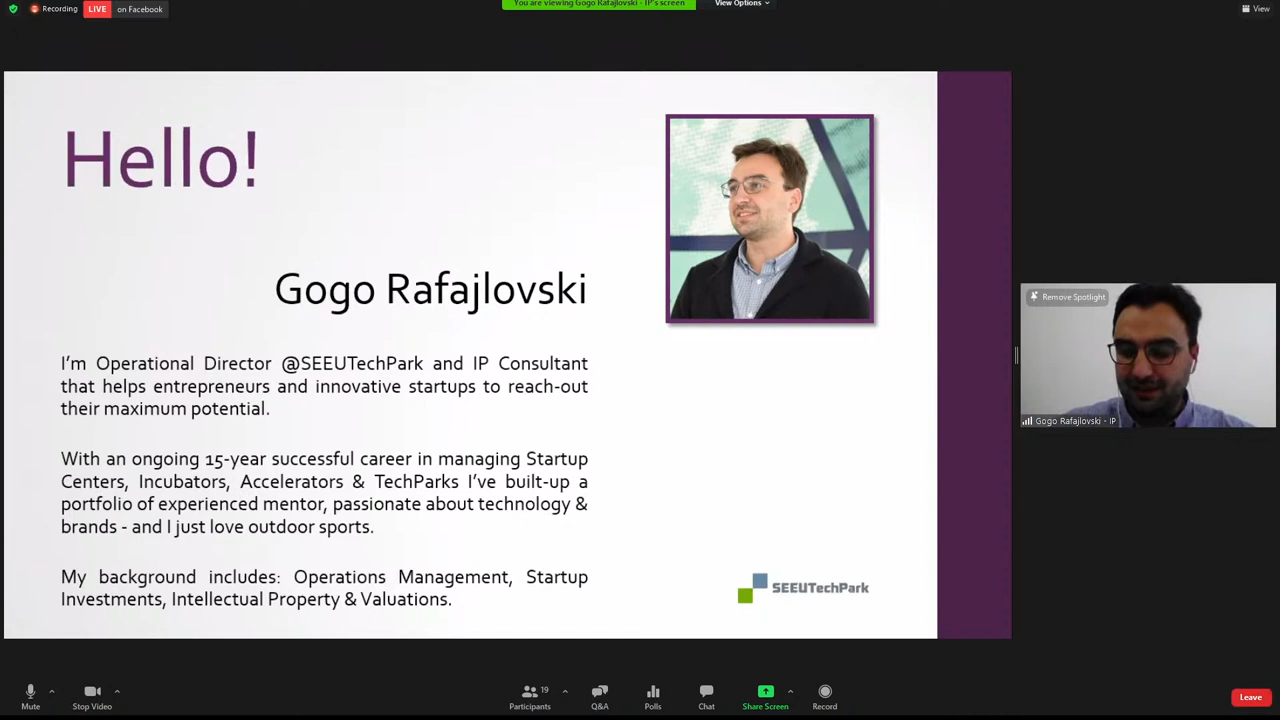 Recording
LIVE
on Facebook
You are viewing Gogo Rafajlovski - IP's screen
View Options
View
Hello!
Gogo Rafajlovski
I'm Operational Director @SEEUTechPark and IP Consultant
that helps entrepreneurs and innovative startups to reach-out
their maximum potential.
With an ongoing 15-year successful career in managing Startup
Centers, Incubators, Accelerators & TechParks I've built-up a
portfolio of experienced mentor, passionate about technology &
brands - and I just love outdoor sports.
My background includes: Operations Management, Startup
Investments, Intellectual Property & Valuations.
SEEUTechPark
Remove Spotlight
Gogo Rafajlovski - IP
Mute
Stop Video
19
Participants
Q&A
Polls
Chat
Share Screen
Record
Leave